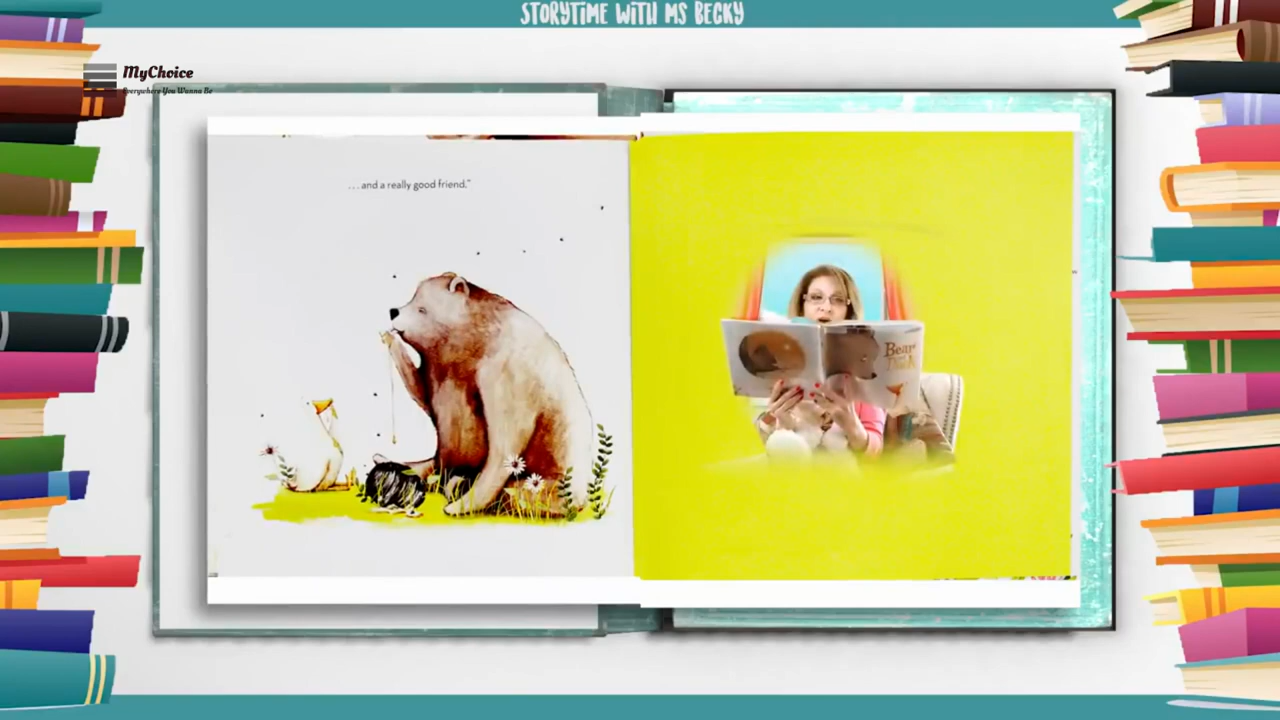 STORYTIME WITH MS BECKY
MyChoice
Everywhere You Wanna Be
...and a really good friend."
Bear